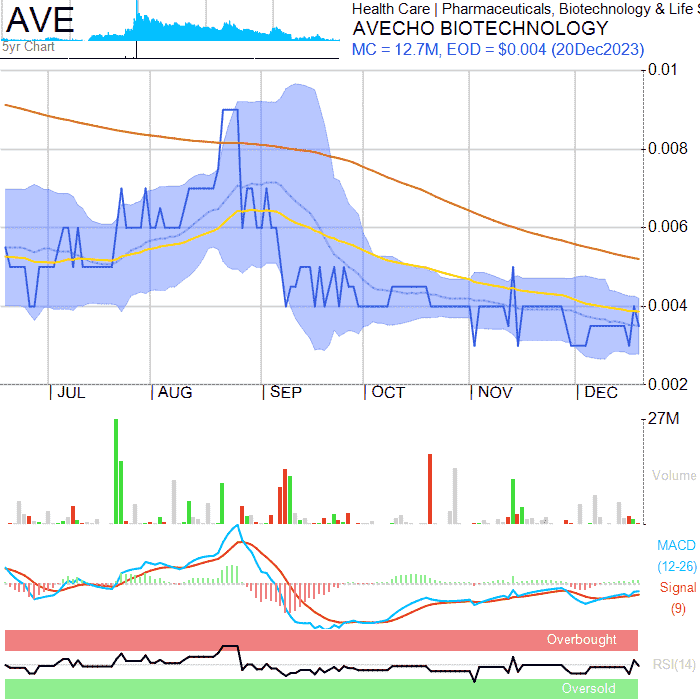 AVE
5yr Chart
Health Care | Pharmaceuticals, Biotechnology & Life S
AVECHO BIOTECHNOLOGY
MC = 12.7M, EOD = $0.004 (20Dec2023)
0.01
0.008
0.006
0.004
0.002
JUL
AUG
SEP
OCT
NOV
DEC
27M
Volume
MACD
(12-26)
Signal
(9)
Overbought
RSI(14)
Oversold